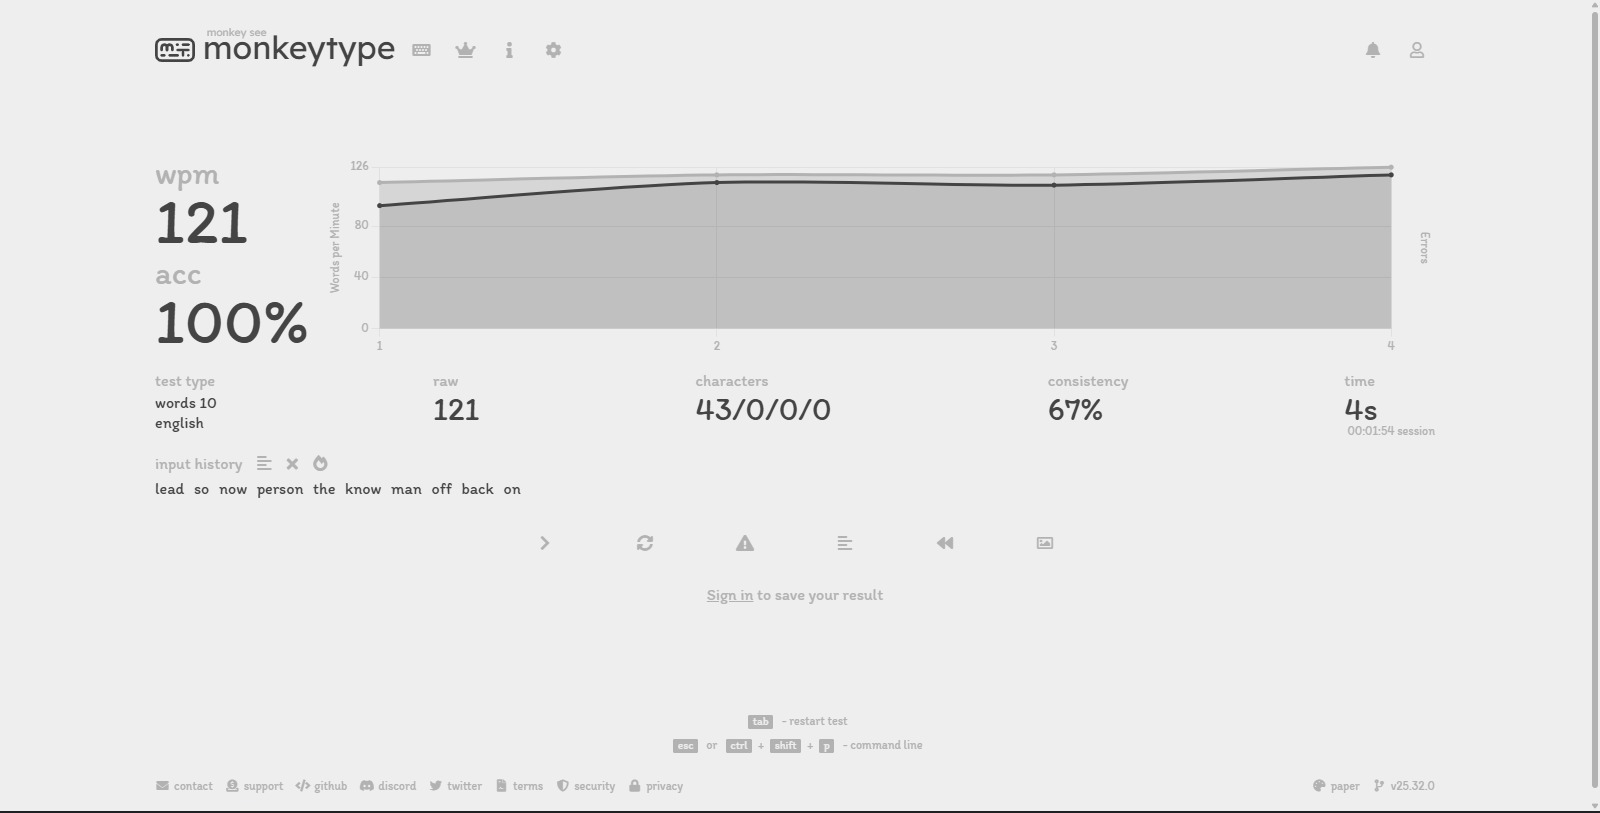 monkey see
monkeytype
wpm
121
acc
100%
Words per Minute
126
80
40
0
1 2 3 4
Errors
test type
words 10
english
raw
121
characters
43/0/0/0
consistency
67%
time
4s
00:01:54 session
input history
lead so now person the know man off back on
Sign in to save your result
tab - restart test
esc or ctrl + shift + p - command line
contact support github discord twitter terms security privacy paper v25.32.0